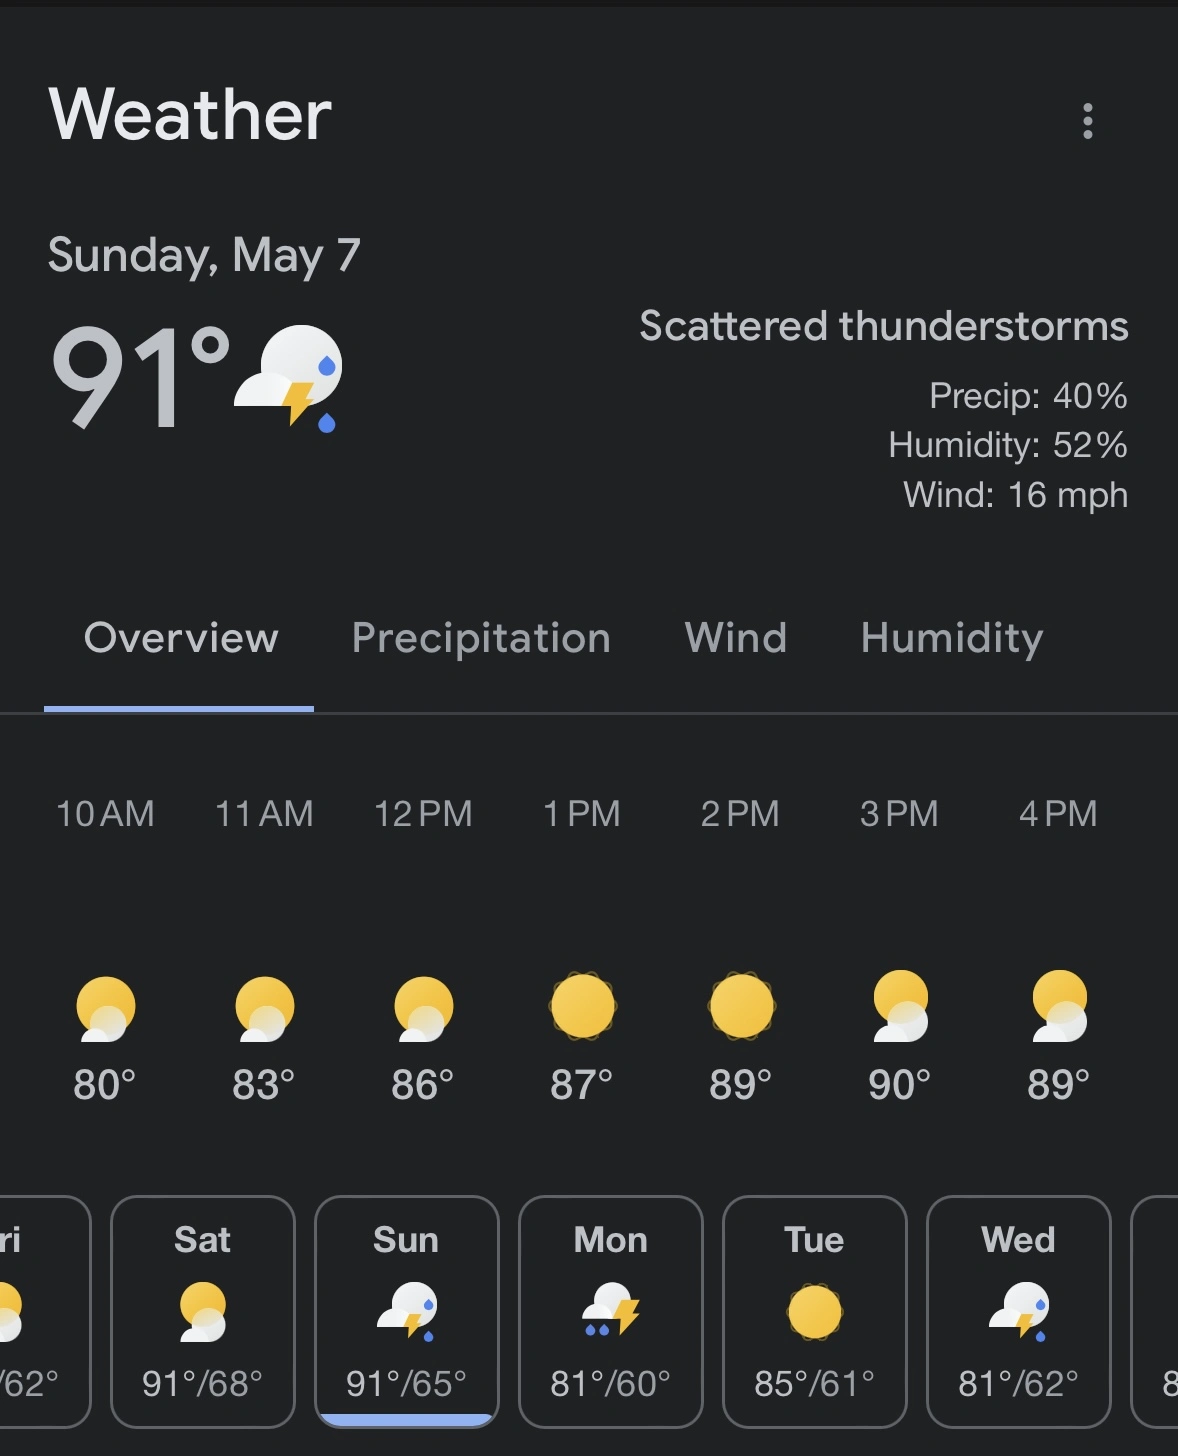 Weather
Sunday, May 7
91°
Scattered thunderstorms
Precip: 40%
Humidity: 52%
Wind: 16 mph
Overview Precipitation Wind Humidity
10 AM 11 AM 12 PM 1 PM 2 PM 3 PM 4 PM
80° 83° 86° 87° 89° 90° 89°
ri Sat Sun Mon Tue Wed
/62° 91°/68° 91°/65° 81°/60° 85°/61° 81°/62° 8